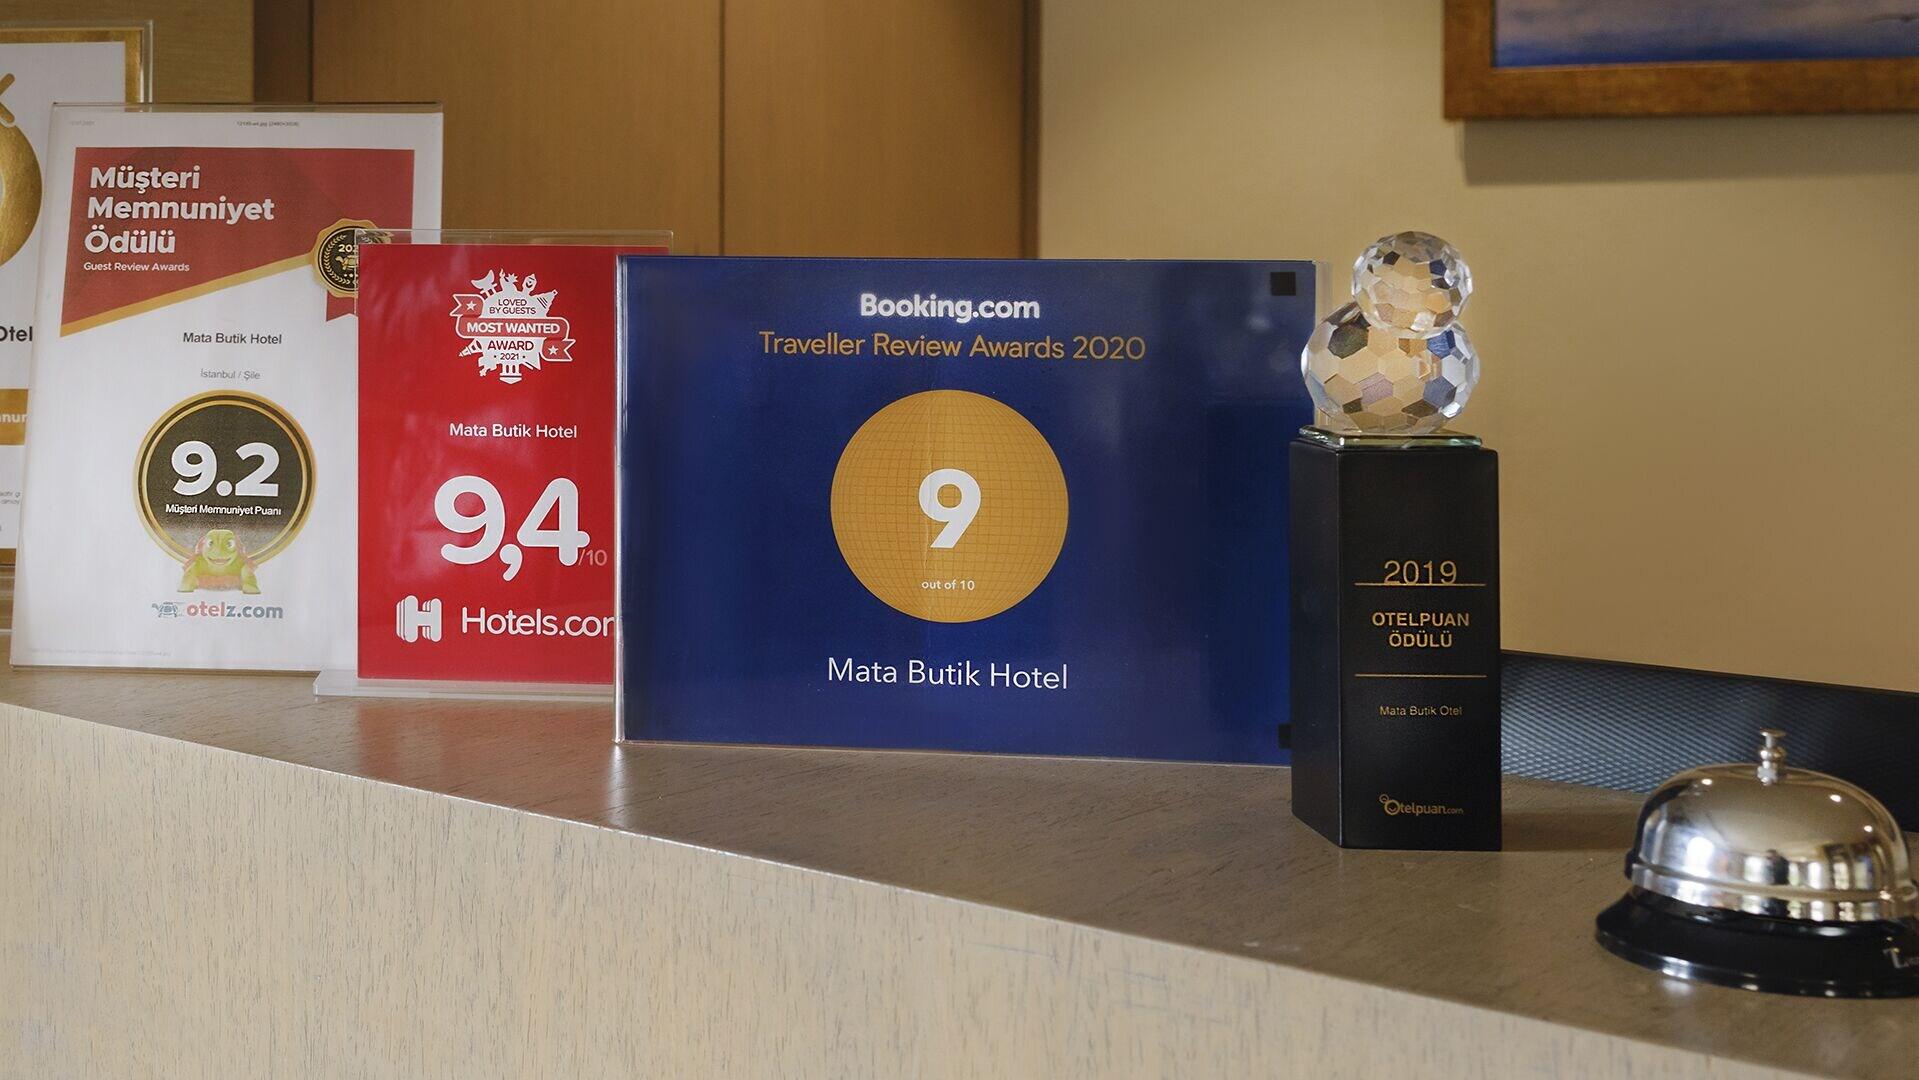 Otel
Müşteri
Memnuniyet
Ödülü
Guest Review Awards
Mata Butik Hotel
İstanbul / Şile
9.2
Müşteri Memnuniyet Puanı
otelz.com
LOVED
BY GUESTS
MOST WANTED
AWARD
2021
Mata Butik Hotel
9,4/10
Hotels.com
Booking.com
Traveller Review Awards 2020
9
out of 10
Mata Butik Hotel
2019
OTELPUAN
ÖDÜLÜ
Mata Butik Otel
Otelpuan.com